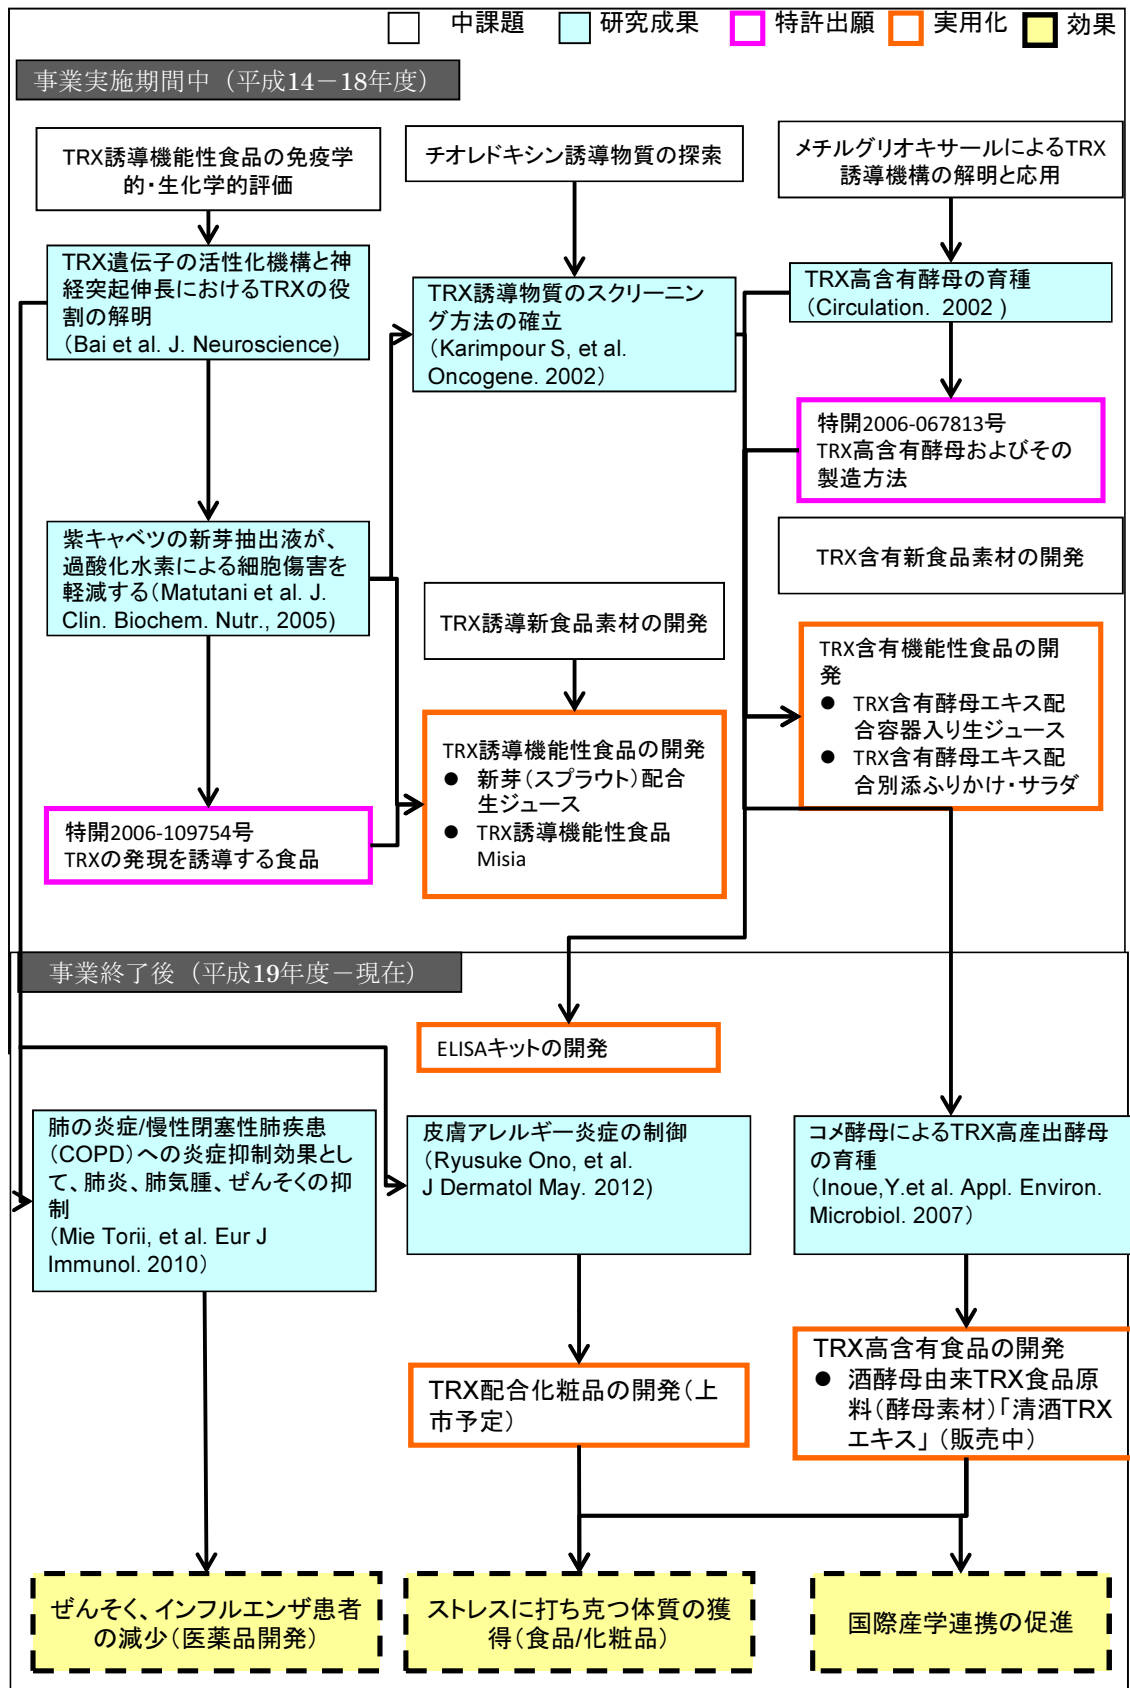 中課題
研究成果
特許出願
実用化
効果
事業実施期間中（平成14－18年度）
TRX誘導機能性食品の免疫学
的・生化学的評価
チオレドキシン誘導物質の探索
メチルグリオキサールによるTRX
誘導機構の解明と応用
TRX遺伝子の活性化機構と神
経突起伸長におけるTRXの役
割の解明
（Bai et al. J. Neuroscience)
TRX誘導物質のスクリーニン
グ方法の確立
（Karimpour S, et al.
Oncogene. 2002）
TRX高含有酵母の育種
（Circulation. 2002 )
特開2006-067813号
TRX高含有酵母およびその
製造方法
紫キャベツの新芽抽出液が、
過酸化水素による細胞傷害を
軽減する（Matutani et al. J.
Clin. Biochem. Nutr., 2005)
TRX誘導新食品素材の開発
TRX含有新食品素材の開発
TRX含有機能性食品の開
発
● TRX含有酵母エキス配
合容器入り生ジュース
● TRX含有酵母エキス配
合別添ふりかけ・サラダ
TRX誘導機能性食品の開発
● 新芽（スプラウト）配合
生ジュース
● TRX誘導機能性食品
Misia
特開2006-109754号
TRXの発現を誘導する食品
事業終了後（平成19年度－現在）
ELISAキットの開発
肺の炎症/慢性閉塞性肺疾患
（COPD）への炎症抑制効果とし
て、肺炎、肺気腫、ぜんそくの抑
制
（Mie Torii, et al. Eur J
Immunol. 2010）
皮膚アレルギー炎症の制御
（Ryusuke Ono, et al.
J Dermatol May. 2012）
コメ酵母によるTRX高産出酵母
の育種
（Inoue,Y.et al. Appl. Environ.
Microbiol. 2007）
TRX配合化粧品の開発（上
市予定）
TRX高含有食品の開発
● 酒酵母由来TRX食品原
料（酵母素材）「清酒TRX
エキス」（販売中）
ぜんそく、インフルエンザ患者
の減少（医薬品開発）
ストレスに打ち克つ体質の獲
得（食品/化粧品）
国際産学連携の促進